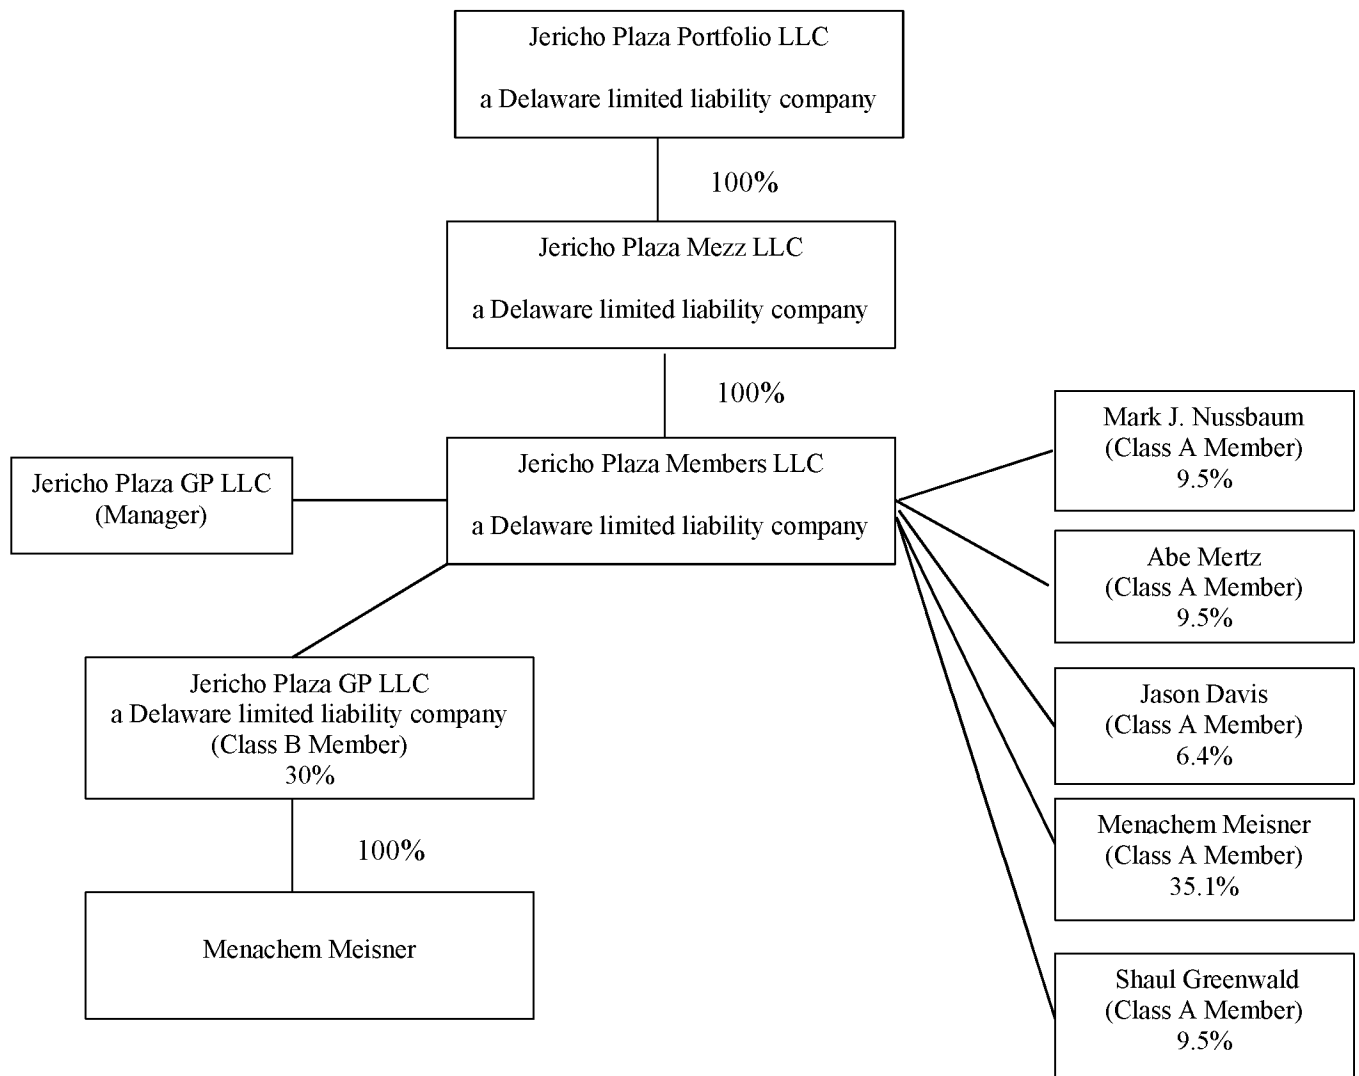 Jericho Plaza Portfolio LLC
a Delaware limited liability company
100%
Jericho Plaza Mezz LLC
a Delaware limited liability company
100%
Jericho Plaza GP LLC
(Manager)
Jericho Plaza Members LLC
a Delaware limited liability company
Mark J. Nussbaum
(Class A Member)
9.5%
Abe Mertz
(Class A Member)
9.5%
Jericho Plaza GP LLC
a Delaware limited liability company
(Class B Member)
30%
Jason Davis
(Class A Member)
6.4%
100%
Menachem Meisner
(Class A Member)
35.1%
Menachem Meisner
Shaul Greenwald
(Class A Member)
9.5%